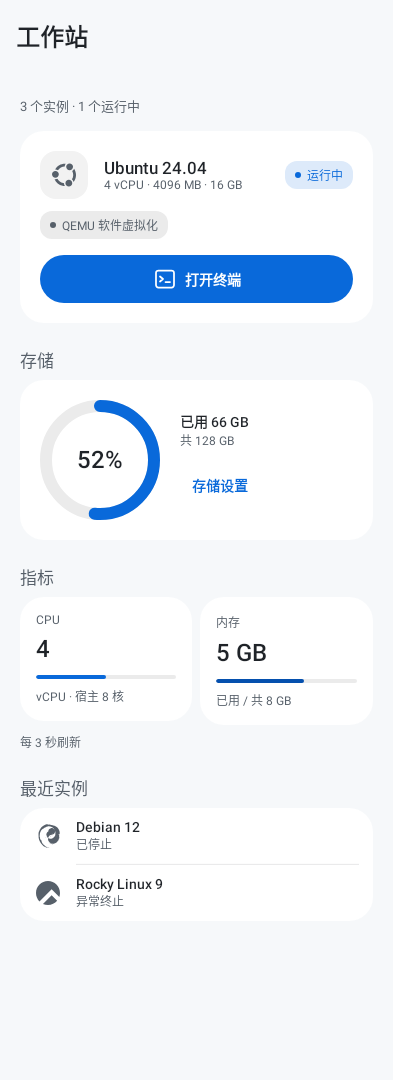 工作站
3 个实例 · 1 个运行中
Ubuntu 24.04
4 vCPU · 4096 MB · 16 GB
运行中
QEMU 软件虚拟化
打开终端
存储
52%
已用 66 GB
共 128 GB
存储设置
指标
CPU
4
vCPU · 宿主 8 核
内存
5 GB
已用 / 共 8 GB
每 3 秒刷新
最近实例
Debian 12
已停止
Rocky Linux 9
异常终止